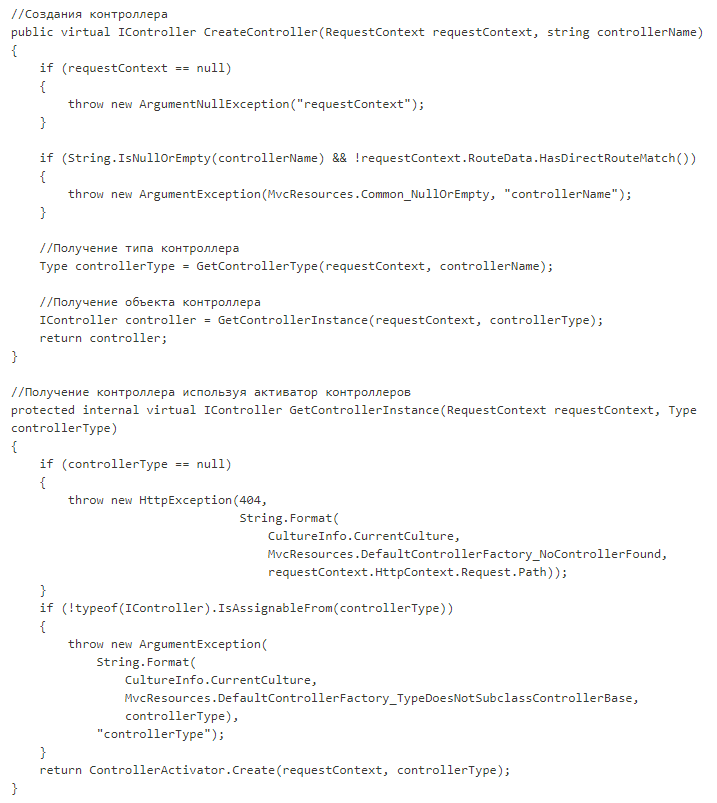 //Создания контроллера
public virtual IController CreateController(RequestContext requestContext, string controllerName)
{
    if (requestContext == null)
    {
        throw new ArgumentNullException("requestContext");
    }

    if (String.IsNullOrEmpty(controllerName) && !requestContext.RouteData.HasDirectRouteMatch())
    {
        throw new ArgumentException(MvcResources.Common_NullOrEmpty, "controllerName");
    }

    //Получение типа контроллера
    Type controllerType = GetControllerType(requestContext, controllerName);

    //Получение объекта контроллера
    IController controller = GetControllerInstance(requestContext, controllerType);
    return controller;
}

//Получение контроллера используя активатор контроллеров
protected internal virtual IController GetControllerInstance(RequestContext requestContext, Type
controllerType)
{
    if (controllerType == null)
    {
        throw new HttpException(404,
                                String.Format(
                                    CultureInfo.CurrentCulture,
                                    MvcResources.DefaultControllerFactory_NoControllerFound,
                                    requestContext.HttpContext.Request.Path));
    }
    if (!typeof(IController).IsAssignableFrom(controllerType))
    {
        throw new ArgumentException(
            String.Format(
                CultureInfo.CurrentCulture,
                MvcResources.DefaultControllerFactory_TypeDoesNotSubclassControllerBase,
                controllerType),
            "controllerType");
    }
    return ControllerActivator.Create(requestContext, controllerType);
}